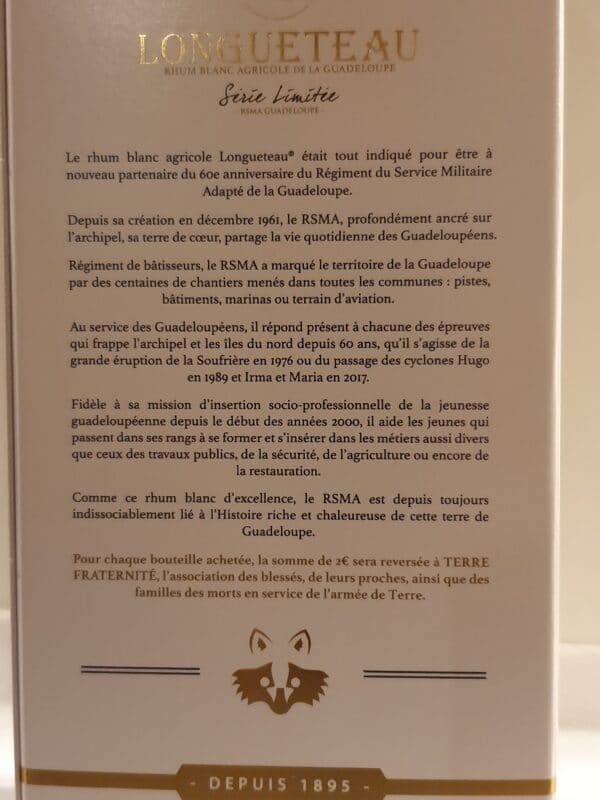 LONGUETEAU
RHUM BLANC AGRICOLE DE LA GUADELOUPE
Série Limitée
RSMA GUADELOUPE
Le rhum blanc agricole Longueteau® était tout indiqué pour être à
nouveau partenaire du 60e anniversaire du Régiment du Service Militaire
Adapté de la Guadeloupe.
Depuis sa création en décembre 1961, le RSMA, profondément ancré sur
l'archipel, sa terre de cœur, partage la vie quotidienne des Guadeloupéens.
Régiment de bâtisseurs, le RSMA a marqué le territoire de la Guadeloupe
par des centaines de chantiers menés dans toutes les communes : pistes,
bâtiments, marinas ou terrain d'aviation.
Au service des Guadeloupéens, il répond présent à chacune des épreuves
qui frappe l'archipel et les îles du nord depuis 60 ans, qu'il s'agisse de la
grande éruption de la Soufrière en 1976 ou du passage des cyclones Hugo
en 1989 et Irma et Maria en 2017.
Fidèle à sa mission d'insertion socio-professionnelle de la jeunesse
guadeloupéenne depuis le début des années 2000, il aide les jeunes qui
passent dans ses rangs à se former et s'insérer dans les métiers aussi divers
que ceux des travaux publics, de la sécurité, de l'agriculture ou encore de
la restauration.
Comme ce rhum blanc d'excellence, le RSMA est depuis toujours
indissociablement lié à l'Histoire riche et chaleureuse de cette terre de
Guadeloupe.
Pour chaque bouteille achetée, la somme de 2€ sera reversée à TERRE
FRATERNITÉ, l'association des blessés, de leurs proches, ainsi que des
familles des morts en service de l'armée de Terre.
- DEPUIS 1895 -